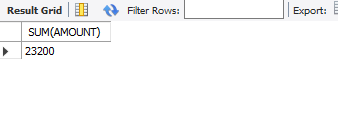 Result Grid Filter Rows: Export:
SUM(AMOUNT)
23200